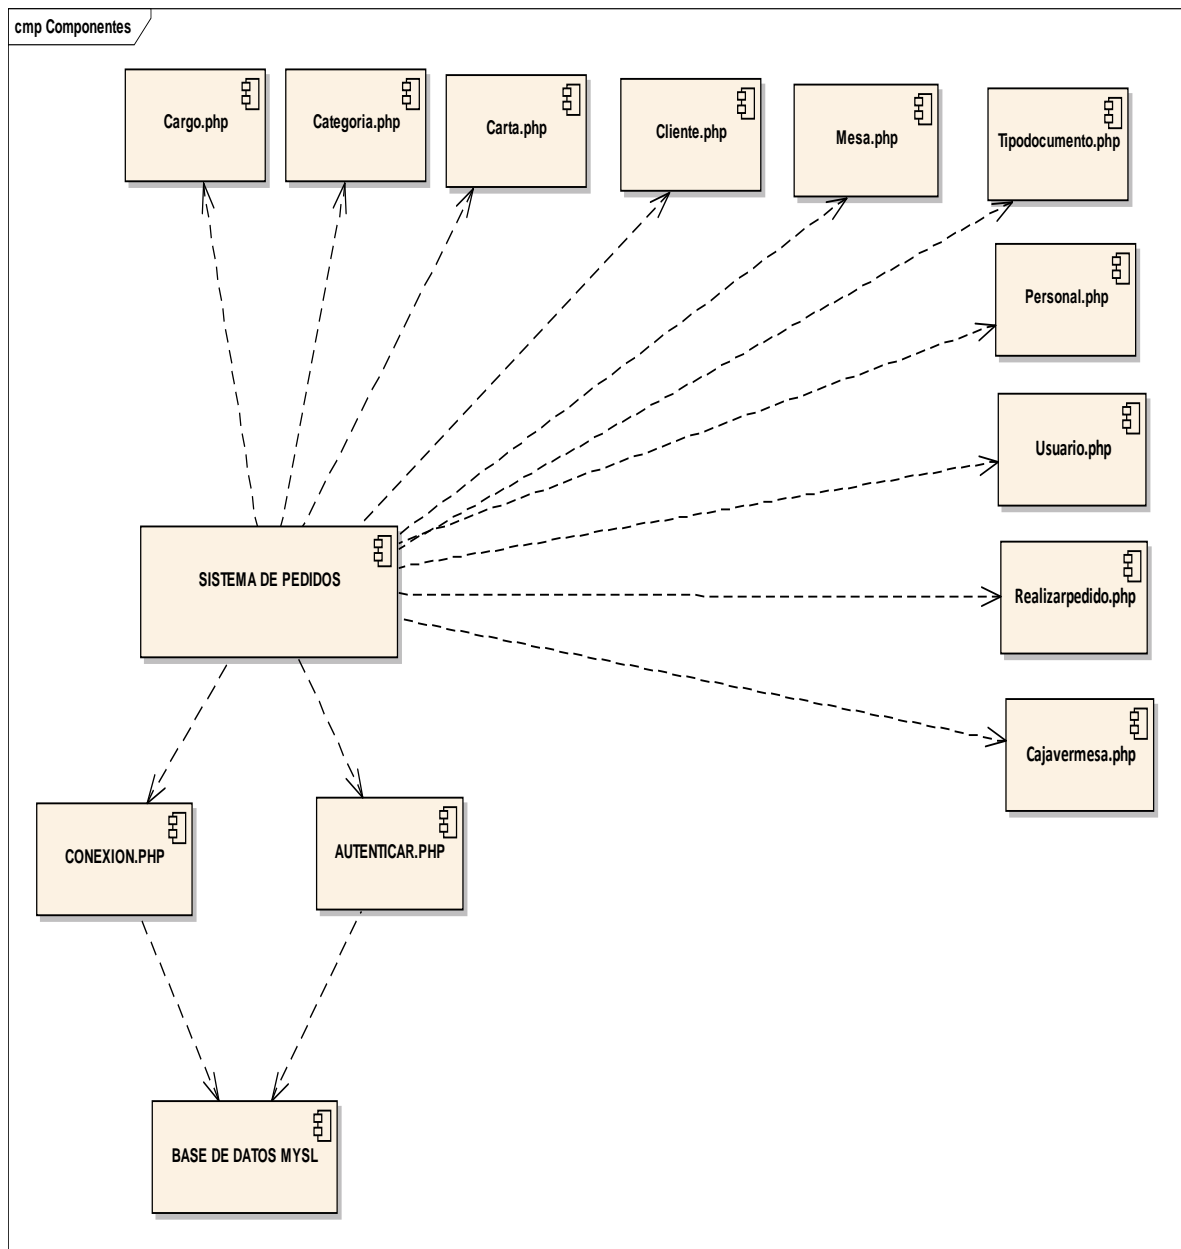 cmp Componentes
Cargo.php
Categoria.php
Carta.php
Cliente.php
Mesa.php
Tipodocumento.php
Personal.php
Usuario.php
SISTEMA DE PEDIDOS
Realizarpedido.php
Cajavermesa.php
CONEXION.PHP
AUTENTICAR.PHP
BASE DE DATOS MYSL